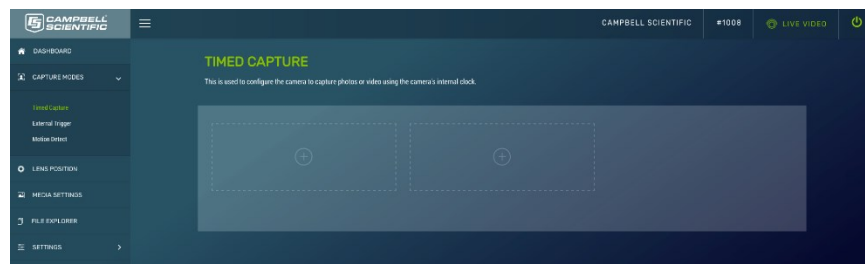 CAMPBELL
SCIENTIFIC
CAMPBELL SCIENTIFIC
#1008
LIVE VIDEO
DASHBOARD
CAPTURE MODES
Timed Capture
External Trigger
Motion Detect
LENS POSITION
MEDIA SETTINGS
FILE EXPLORER
SETTINGS
TIMED CAPTURE
This is used to configure the camera to capture photos or video using the camera's internal clock.